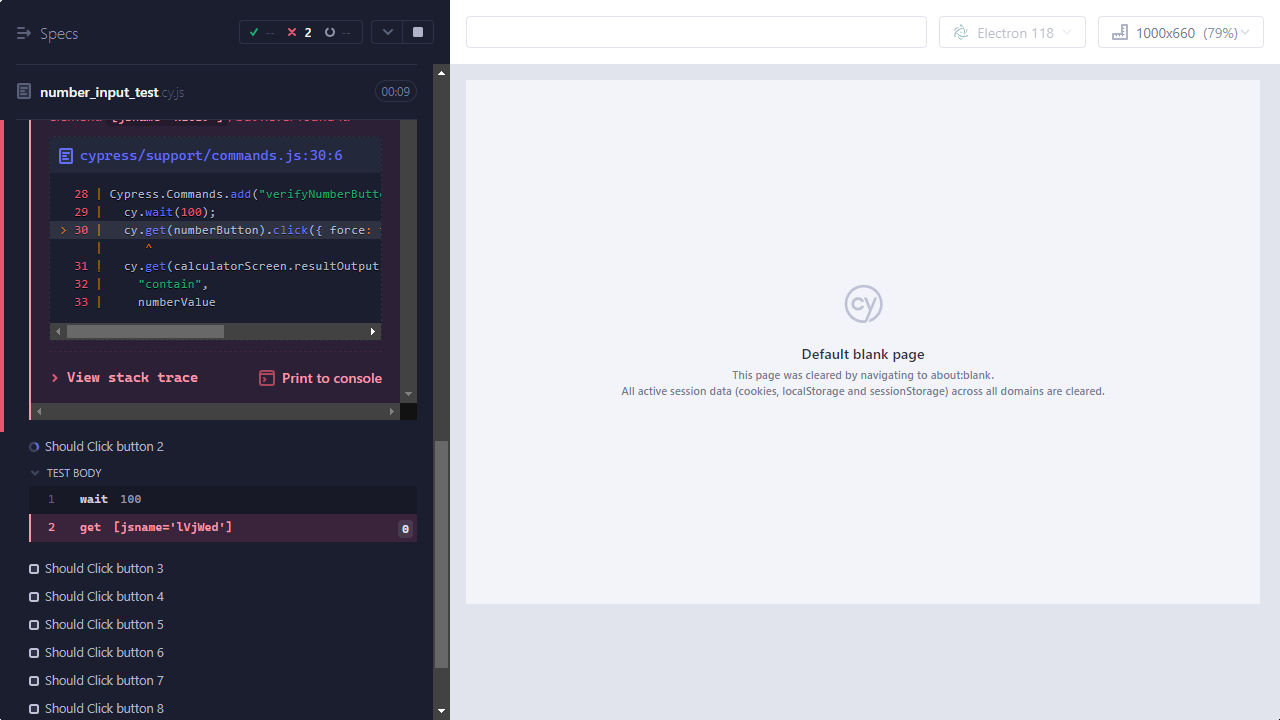 Specs
-- 2 --
number_input_test.cy.js 00:09
cypress/support/commands.js:30:6
28 | Cypress.Commands.add("verifyNumberButto
29 | cy.wait(100);
> 30 | cy.get(numberButton).click({ force:
| ^
31 | cy.get(calculatorScreen.resultOutput
32 | "contain",
33 | numberValue
View stack trace
Print to console
Should Click button 2
TEST BODY
1 wait 100
2 get [jsname='lVjWed'] 0
Should Click button 3
Should Click button 4
Should Click button 5
Should Click button 6
Should Click button 7
Should Click button 8
Electron 118
1000x660 (79%)
cy
Default blank page
This page was cleared by navigating to about:blank.
All active session data (cookies, localStorage and sessionStorage) across all domains are cleared.